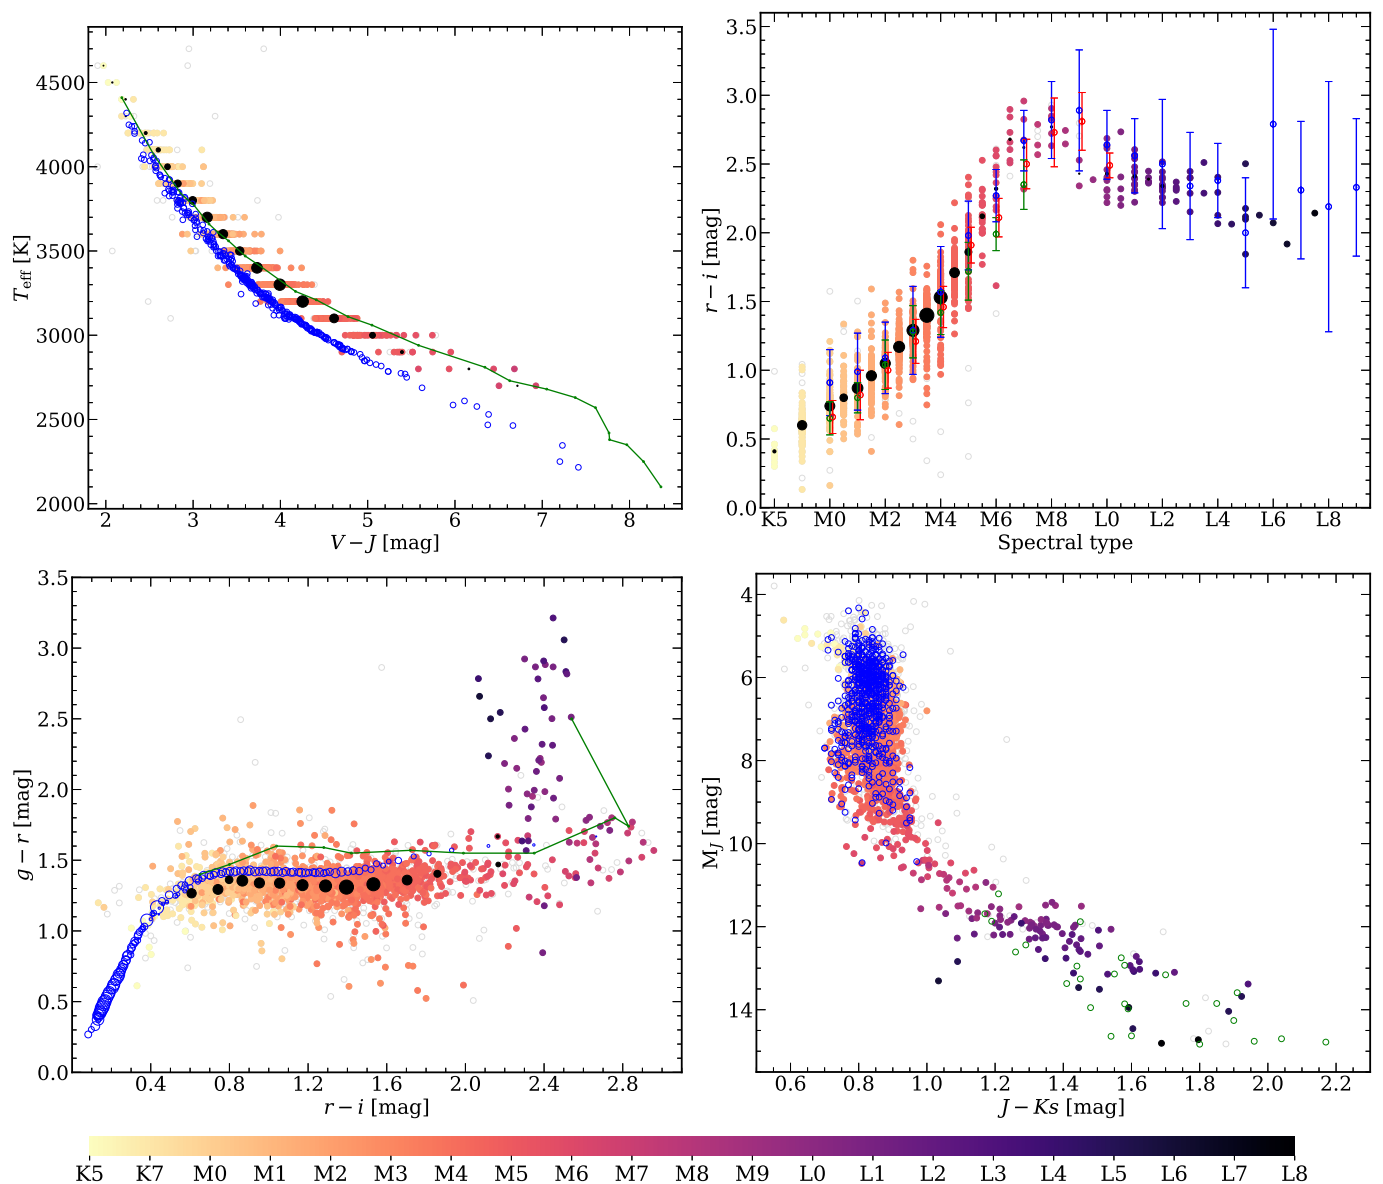 4500
4000
3500
3000
2500
2000
T_eff [K]
2 3 4 5 6 7 8
V − J [mag]
3.5
3.0
2.5
2.0
1.5
1.0
0.5
0.0
r − i [mag]
K5 M0 M2 M4 M6 M8 L0 L2 L4 L6 L8
Spectral type
3.5
3.0
2.5
2.0
1.5
1.0
0.5
0.0
g − r [mag]
0.4 0.8 1.2 1.6 2.0 2.4 2.8
r − i [mag]
4
6
8
10
12
14
M_J [mag]
0.6 0.8 1.0 1.2 1.4 1.6 1.8 2.0 2.2
J − Ks [mag]
K5 K7 M0 M1 M2 M3 M4 M5 M6 M7 M8 M9 L0 L1 L2 L3 L4 L5 L6 L7 L8